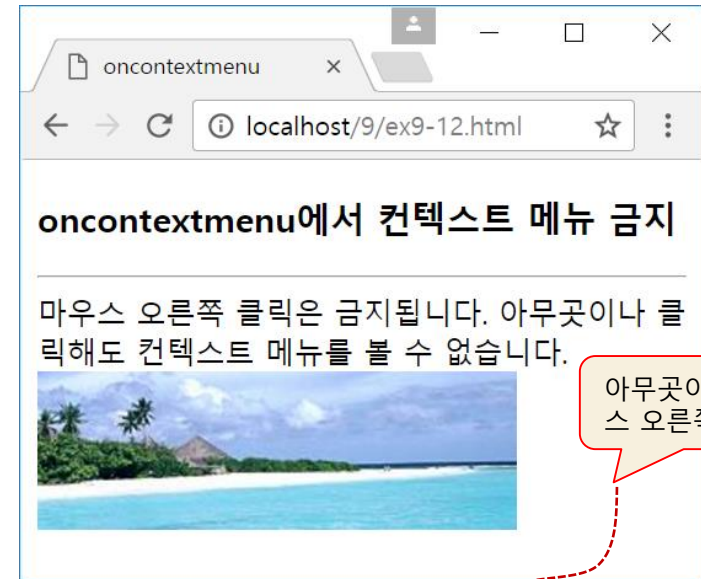 oncontextmenu
localhost/9/ex9-12.html
oncontextmenu에서 컨텍스트 메뉴 금지
마우스 오른쪽 클릭은 금지됩니다. 아무곳이나 클
릭해도 컨텍스트 메뉴를 볼 수 없습니다.
아무곳이
스 오른쪽